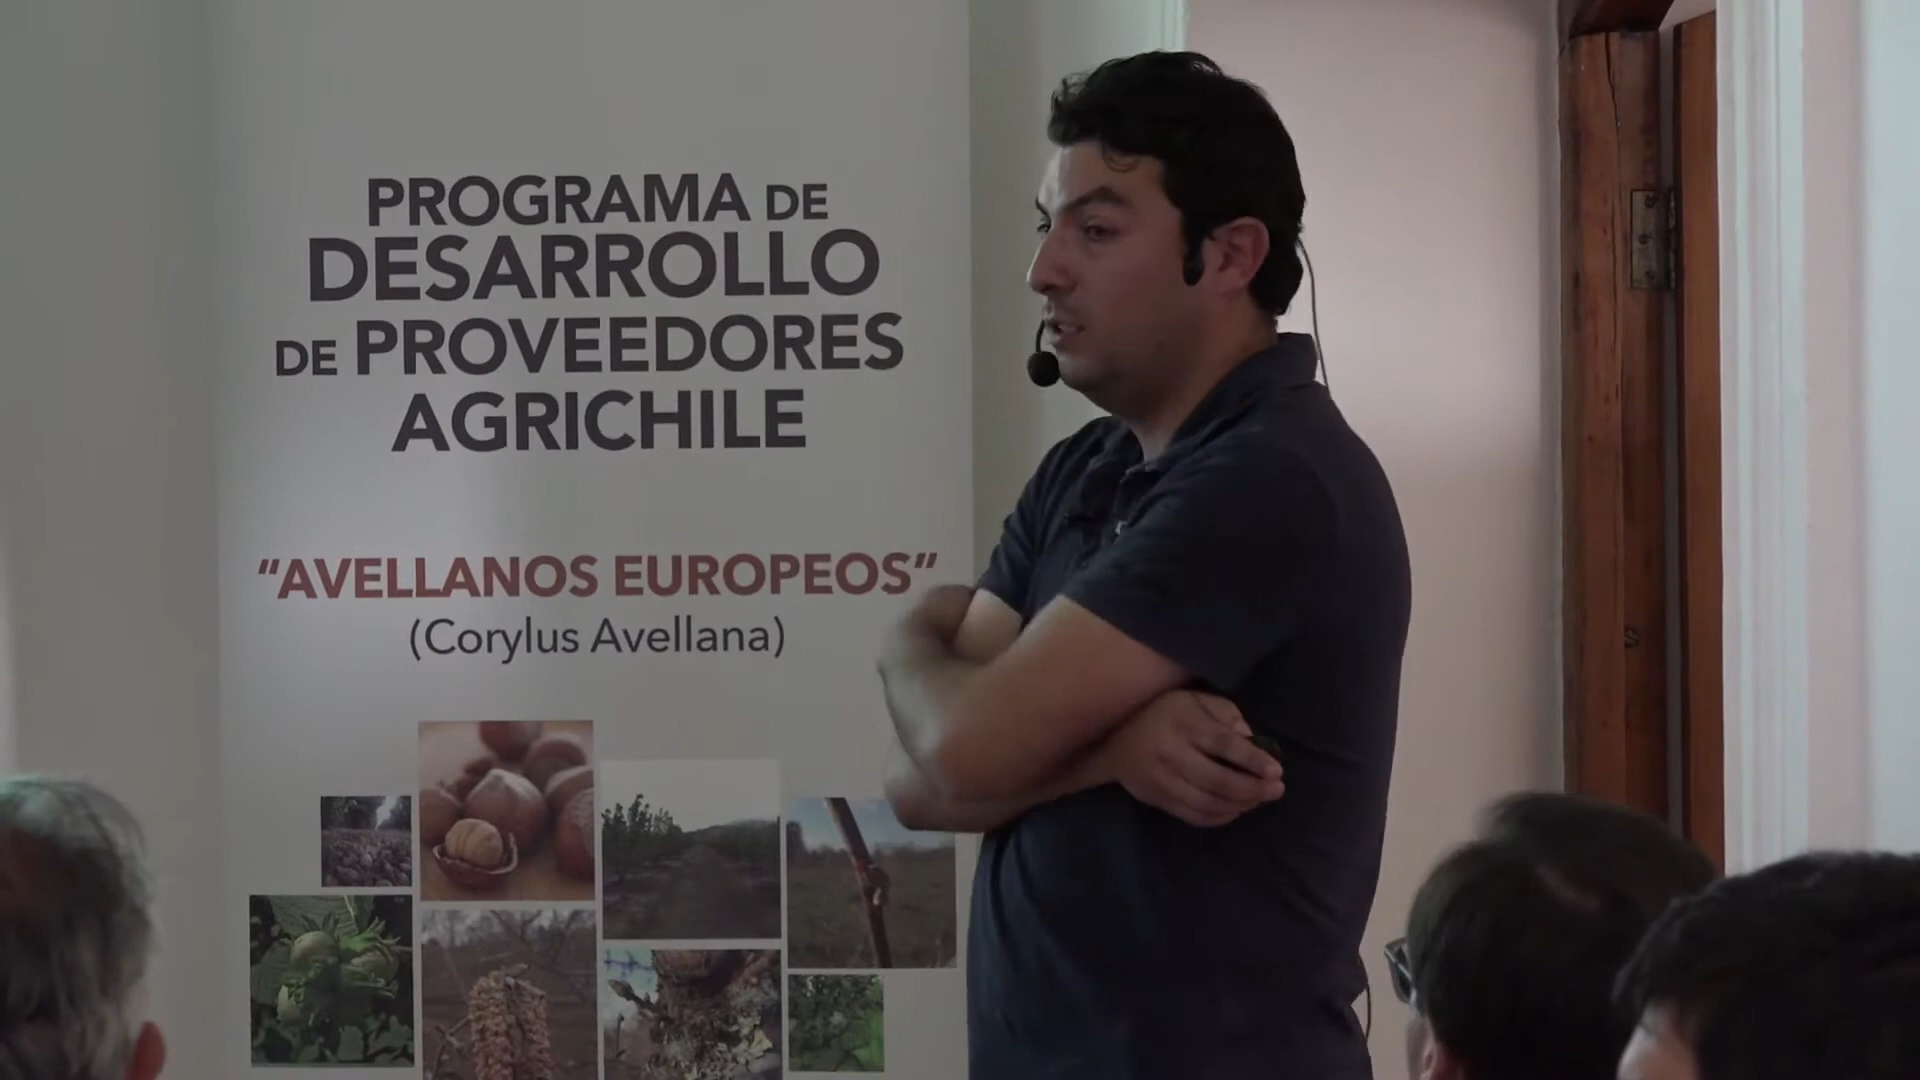 PROGRAMA DE
DESARROLLO
DE PROVEEDORES
AGRICHILE
“AVELLANOS EUROPEOS”
(Corylus Avellana)